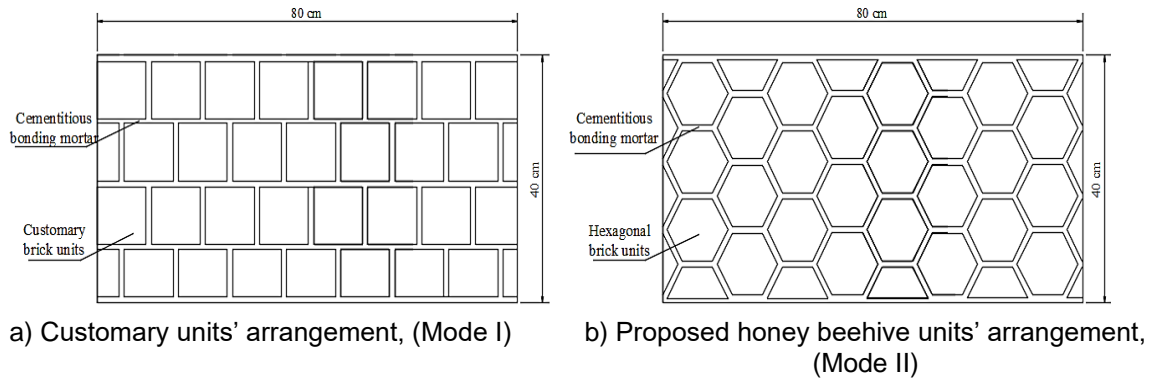 80 cm
Cementitious
bonding mortar
Customary
brick units
40 cm
a) Customary units’ arrangement, (Mode I)
80 cm
Cementitious
bonding mortar
Hexagonal
brick units
40 cm
b) Proposed honey beehive units’ arrangement,
(Mode II)